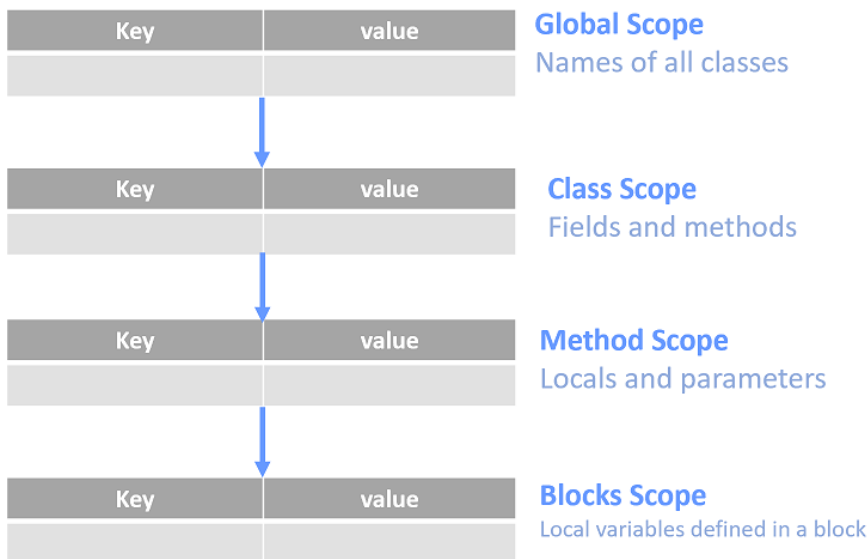 Key value
Global Scope
Names of all classes
Key value
Class Scope
Fields and methods
Key value
Method Scope
Locals and parameters
Key value
Blocks Scope
Local variables defined in a block